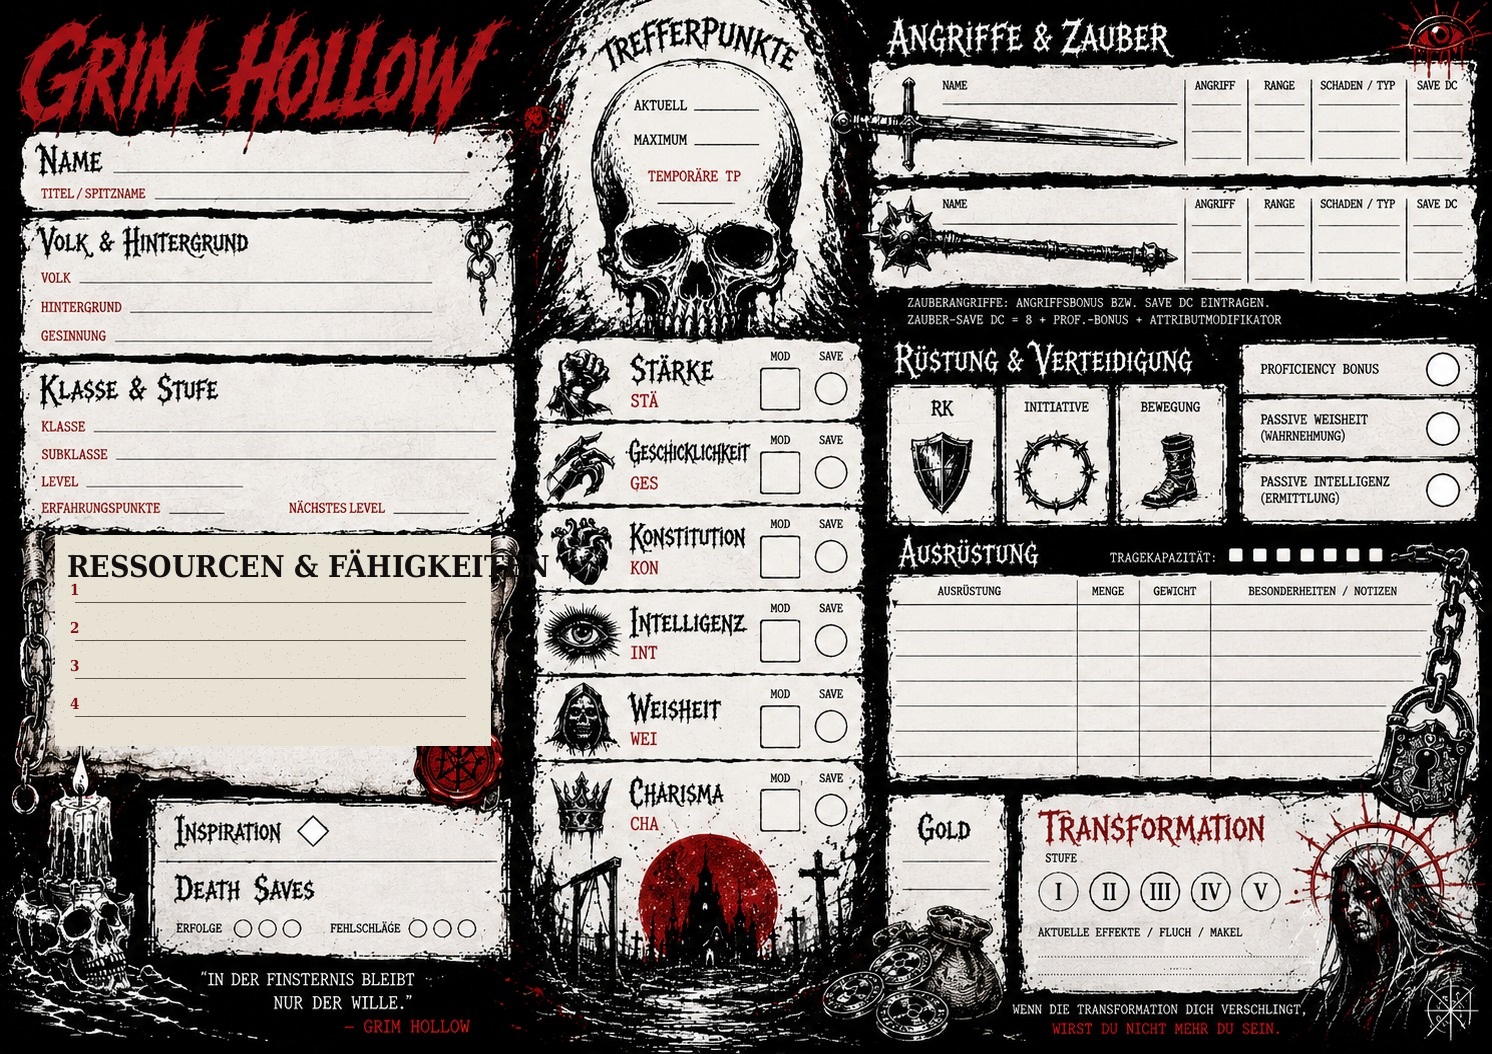 GRIM HOLLOW
NAME
TITEL / SPITZNAME
VOLK & HINTERGRUND
VOLK
HINTERGRUND
GESINNUNG
KLASSE & STUFE
KLASSE
SUBKLASSE
LEVEL
ERFAHRUNGSPUNKTE NÄCHSTES LEVEL
RESSOURCEN & FÄHIGKEITEN
1
2
3
4
INSPIRATION
DEATH SAVES
ERFOLGE FEHLSCHLÄGE
“IN DER FINSTERNIS BLEIBT
NUR DER WILLE.”
– GRIM HOLLOW
TREFFERPUNKTE
AKTUELL
MAXIMUM
TEMPORÄRE TP
STÄRKE MOD SAVE
STÄ
GESCHICKLICHKEIT MOD SAVE
GES
KONSTITUTION MOD SAVE
KON
INTELLIGENZ MOD SAVE
INT
WEISHEIT MOD SAVE
WEI
CHARISMA MOD SAVE
CHA
ANGRIFFE & ZAUBER
NAME ANGRIFF RANGE SCHADEN / TYP SAVE DC
NAME ANGRIFF RANGE SCHADEN / TYP SAVE DC
ZAUBERANGRIFFE: ANGRIFFSBONUS BZW. SAVE DC EINTRAGEN.
ZAUBER-SAVE DC = 8 + PROF.-BONUS + ATTRIBUTMODIFIKATOR
RÜSTUNG & VERTEIDIGUNG
RK INITIATIVE BEWEGUNG
PROFICIENCY BONUS
PASSIVE WEISHEIT
(WAHRNEHMUNG)
PASSIVE INTELLIGENZ
(ERMITTLUNG)
AUSRÜSTUNG TRAGEKAPAZITÄT:
AUSRÜSTUNG MENGE GEWICHT BESONDERHEITEN / NOTIZEN
GOLD
TRANSFORMATION
STUFE
I II III IV V
AKTUELLE EFFEKTE / FLUCH / MAKEL
WENN DIE TRANSFORMATION DICH VERSCHLINGT,
WIRST DU NICHT MEHR DU SEIN.